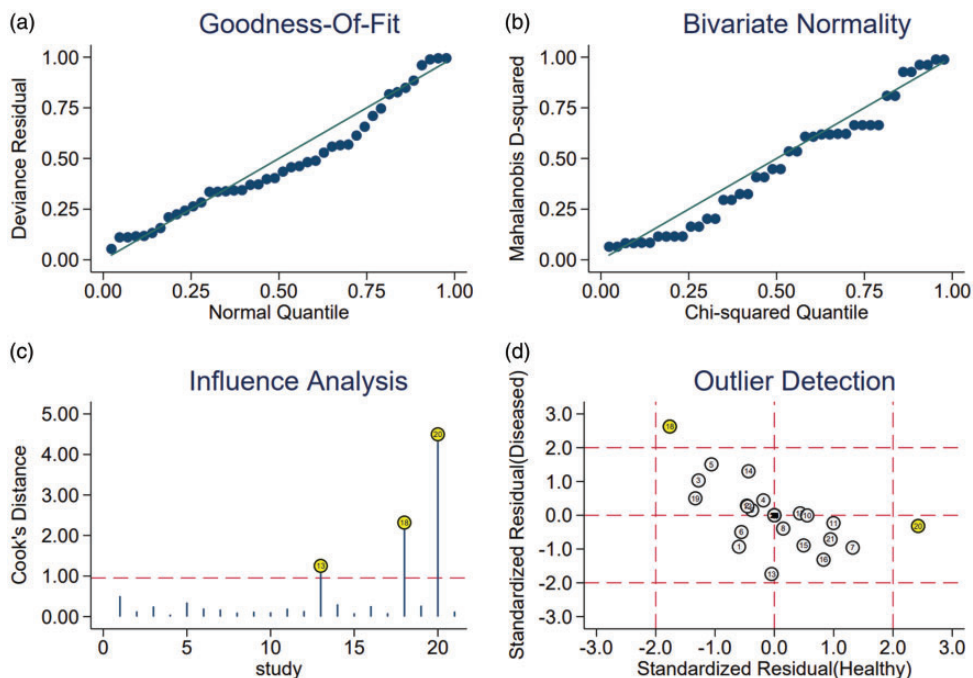 (a)
Goodness-Of-Fit
Deviance Residual
1.00
0.75
0.50
0.25
0.00
0.00 0.25 0.50 0.75 1.00
Normal Quantile
(b)
Bivariate Normality
Mahalanobis D-squared
1.00
0.75
0.50
0.25
0.00
0.00 0.25 0.50 0.75 1.00
Chi-squared Quantile
(c)
Influence Analysis
Cook's Distance
5.00
4.00
3.00
2.00
1.00
0.00
20
18
13
0 5 10 15 20
study
(d)
Outlier Detection
Standardized Residual(Diseased)
3.0
2.0
1.0
0.0
-1.0
-2.0
-3.0
18
5
14
3
19
4
10
11
20
8
6
21
1
15
7
16
13
-3.0 -2.0 -1.0 0.0 1.0 2.0 3.0
Standardized Residual(Healthy)